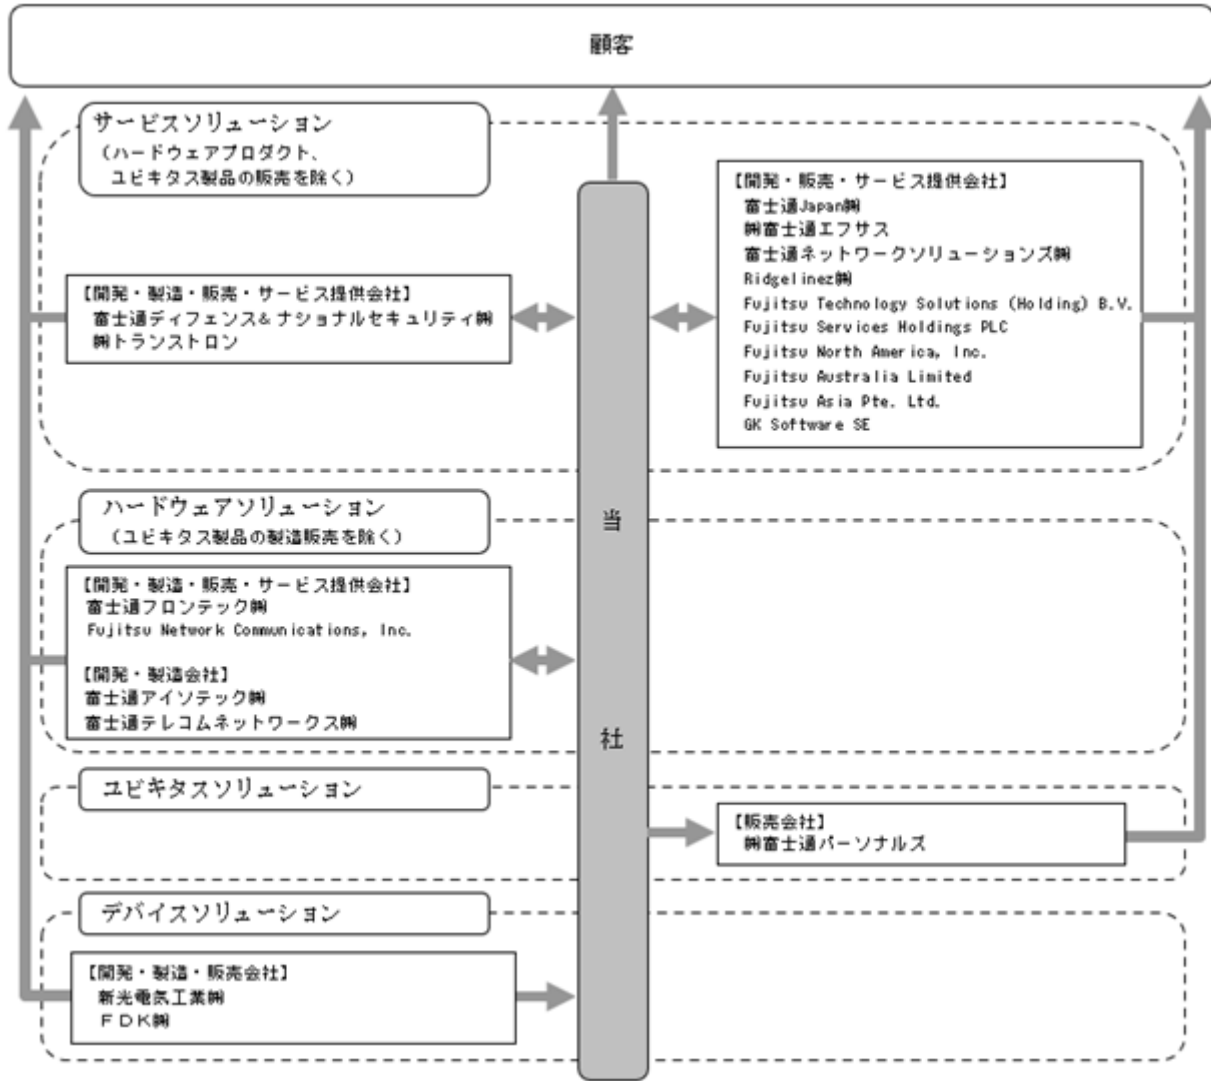 顧客
サービスソリューション
（ハードウェアプロダクト、
ユビキタス製品の販売を除く）
【開発・製造・販売・サービス提供会社】
富士通ディフェンス&ナショナルセキュリティ㈱
㈱トランストロン
【開発・販売・サービス提供会社】
富士通Japan㈱
㈱富士通エフサス
富士通ネットワークソリューションズ㈱
Ridgelinez㈱
Fujitsu Technology Solutions (Holding) B.V.
Fujitsu Services Holdings PLC
Fujitsu North America, Inc.
Fujitsu Australia Limited
Fujitsu Asia Pte. Ltd.
GK Software SE
当
社
ハードウェアソリューション
（ユビキタス製品の製造販売を除く）
【開発・製造・販売・サービス提供会社】
富士通フロンテック㈱
Fujitsu Network Communications, Inc.
【開発・製造会社】
富士通アイソテック㈱
富士通テレコムネットワークス㈱
ユビキタスソリューション
【販売会社】
㈱富士通パーソナルズ
デバイスソリューション
【開発・製造・販売会社】
新光電気工業㈱
ＦＤＫ㈱